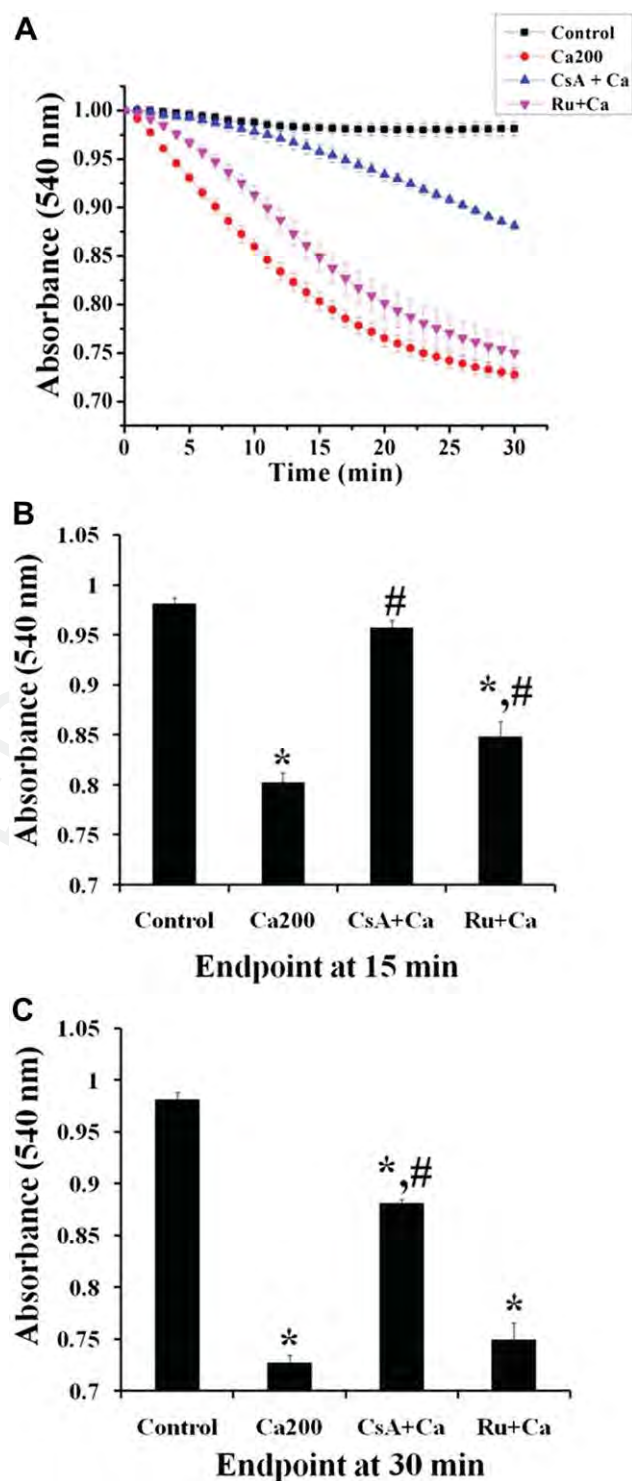 A
Control
Ca200
CsA + Ca
Ru+Ca
Absorbance (540 nm)
1.00
0.95
0.90
0.85
0.80
0.75
0.70
0 5 10 15 20 25 30
Time (min)
B
Absorbance (540 nm)
1.05
1
0.95
0.9
0.85
0.8
0.75
0.7
*
#
*,#
Control Ca200 CsA+Ca Ru+Ca
Endpoint at 15 min
C
Absorbance (540 nm)
1.05
1
0.95
0.9
0.85
0.8
0.75
0.7
*
*,#
*
Control Ca200 CsA+Ca Ru+Ca
Endpoint at 30 min